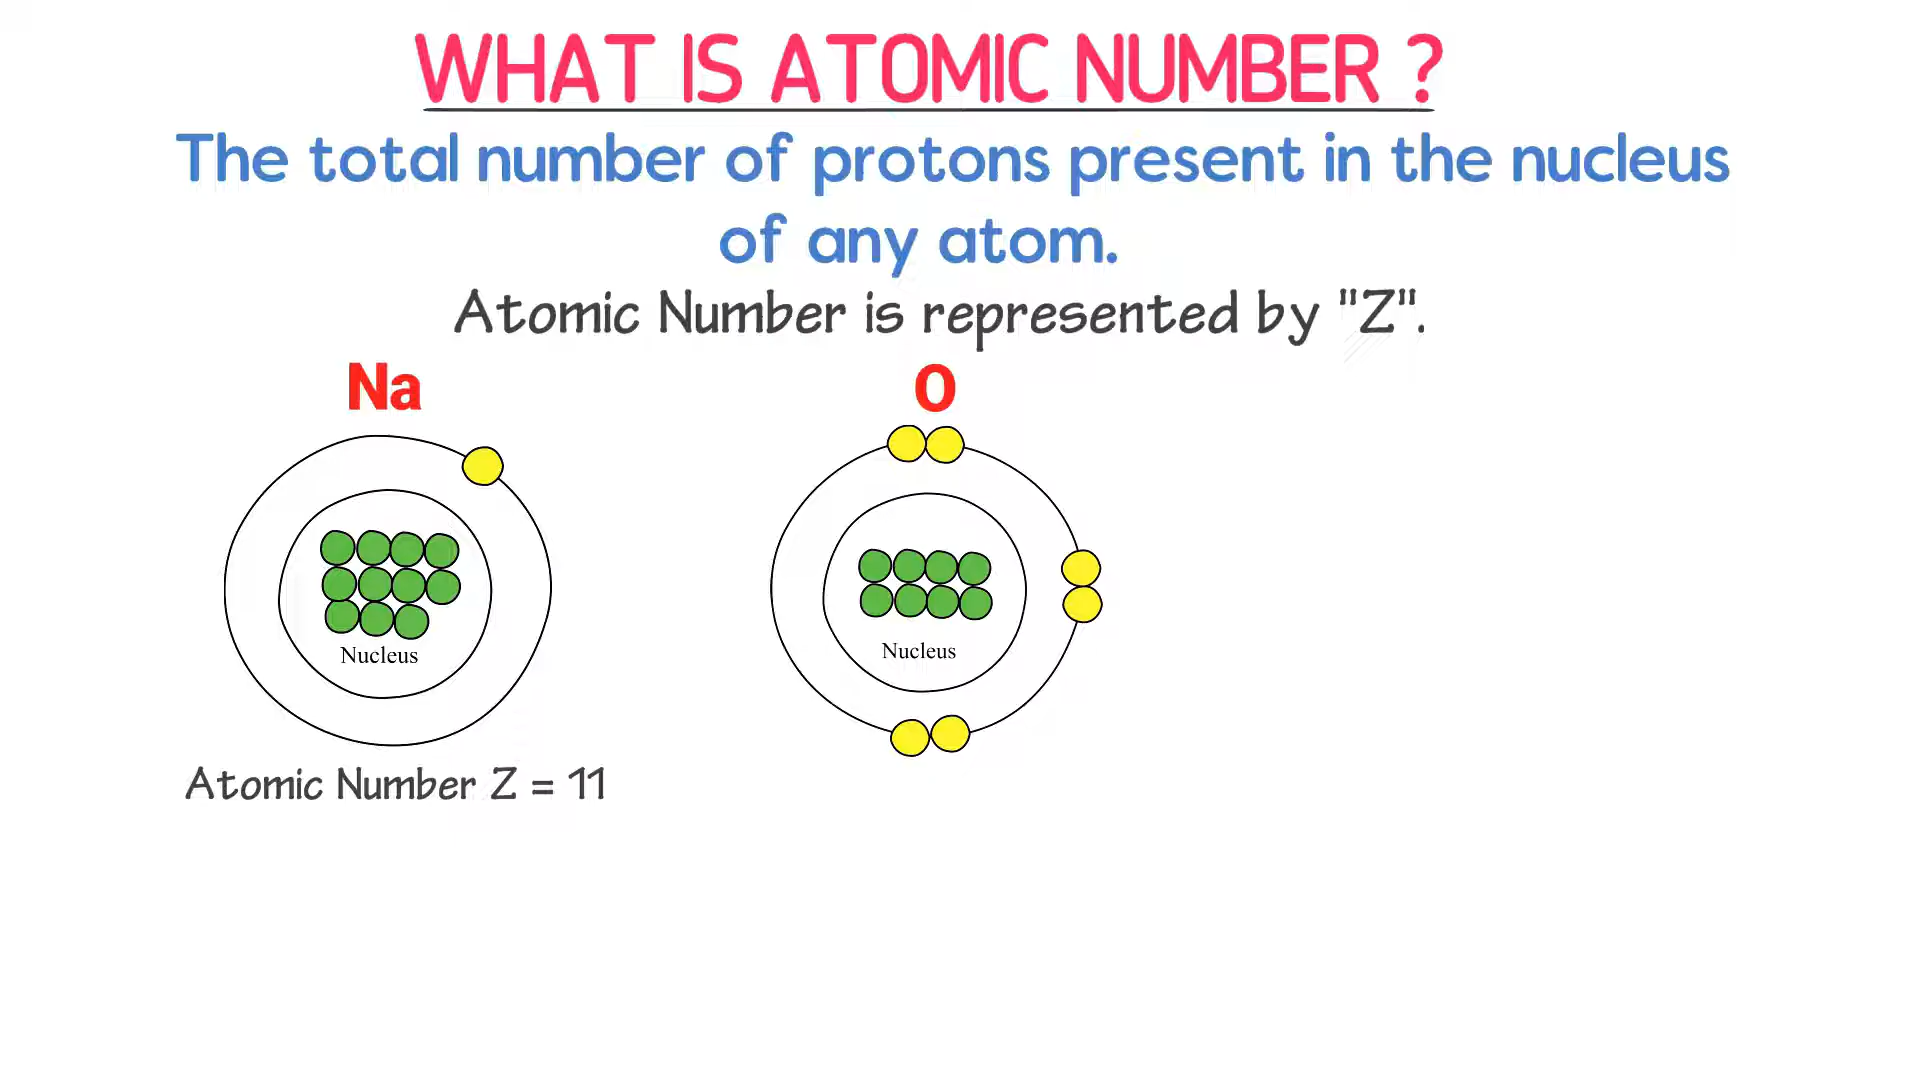 WHAT IS ATOMIC NUMBER ?
The total number of protons present in the nucleus
of any atom.
Atomic Number is represented by "Z".
Na
O
Nucleus
Nucleus
Atomic Number Z = 11